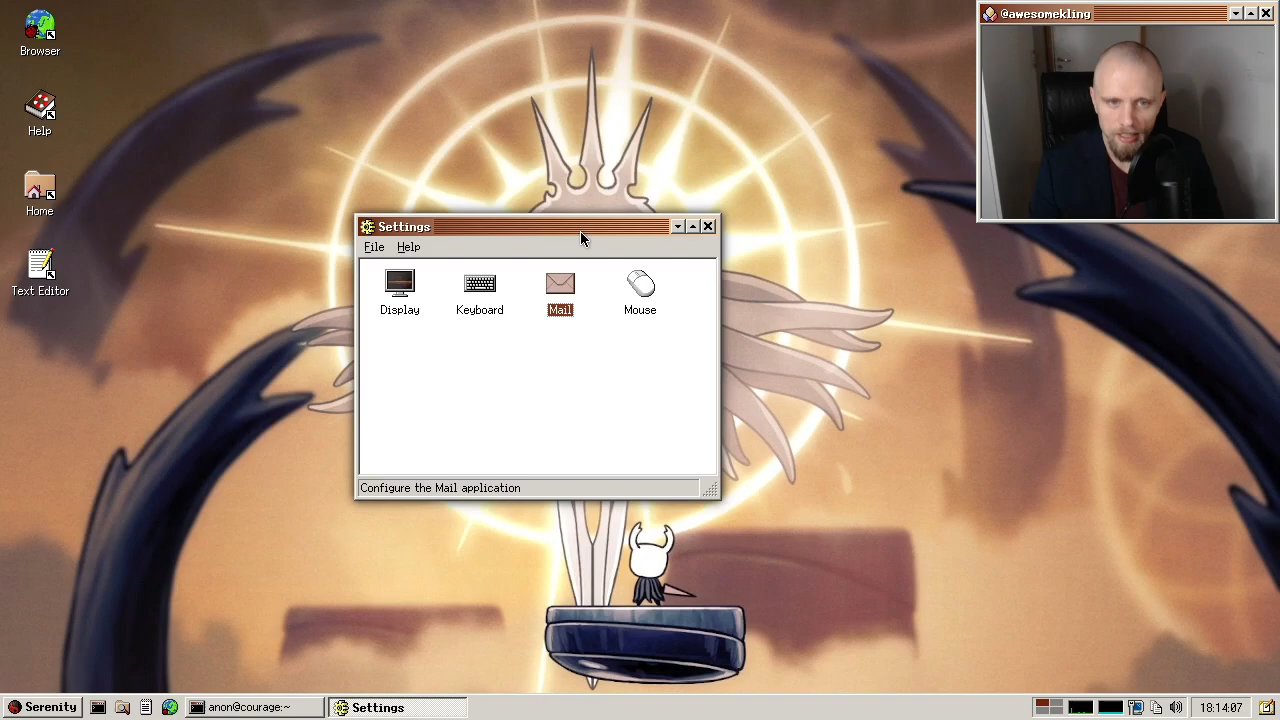 Browser
Help
Home
Text Editor
@awesomekling
Settings
File Help
Display Keyboard Mail Mouse
Configure the Mail application
Serenity anon@courage:~ Settings 18:14:07